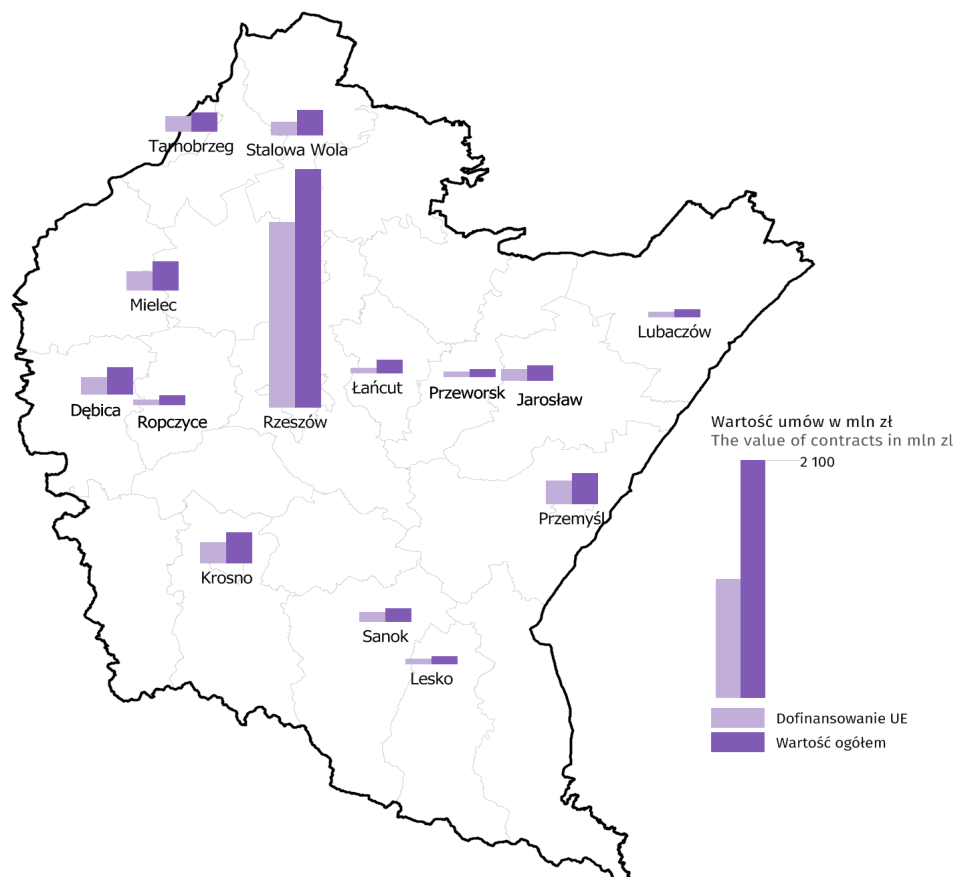 Tarnobrzeg
Stalowa Wola
Mielec
Lubaczów
Łańcut
Przeworsk
Jarosław
Dębica
Ropczyce
Rzeszów
Wartość umów w mln zł
The value of contracts in mln zl
2 100
Przemyśl
Krosno
Sanok
Lesko
Dofinansowanie UE
Wartość ogółem